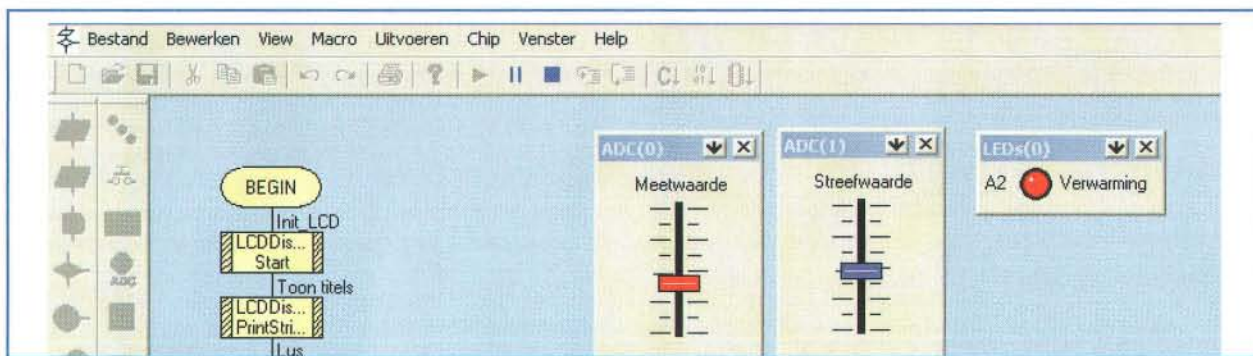 Bestand Bewerken View Macro Uitvoeren Chip Venster Help
BEGIN
Init_LCD
LCDDis...
Start
Toon titels
LCDDis...
PrintStri...
Lus
ADC(0)
Meetwaarde
ADC(1)
Streefwaarde
LEDs(0)
A2 Verwarming
ADC